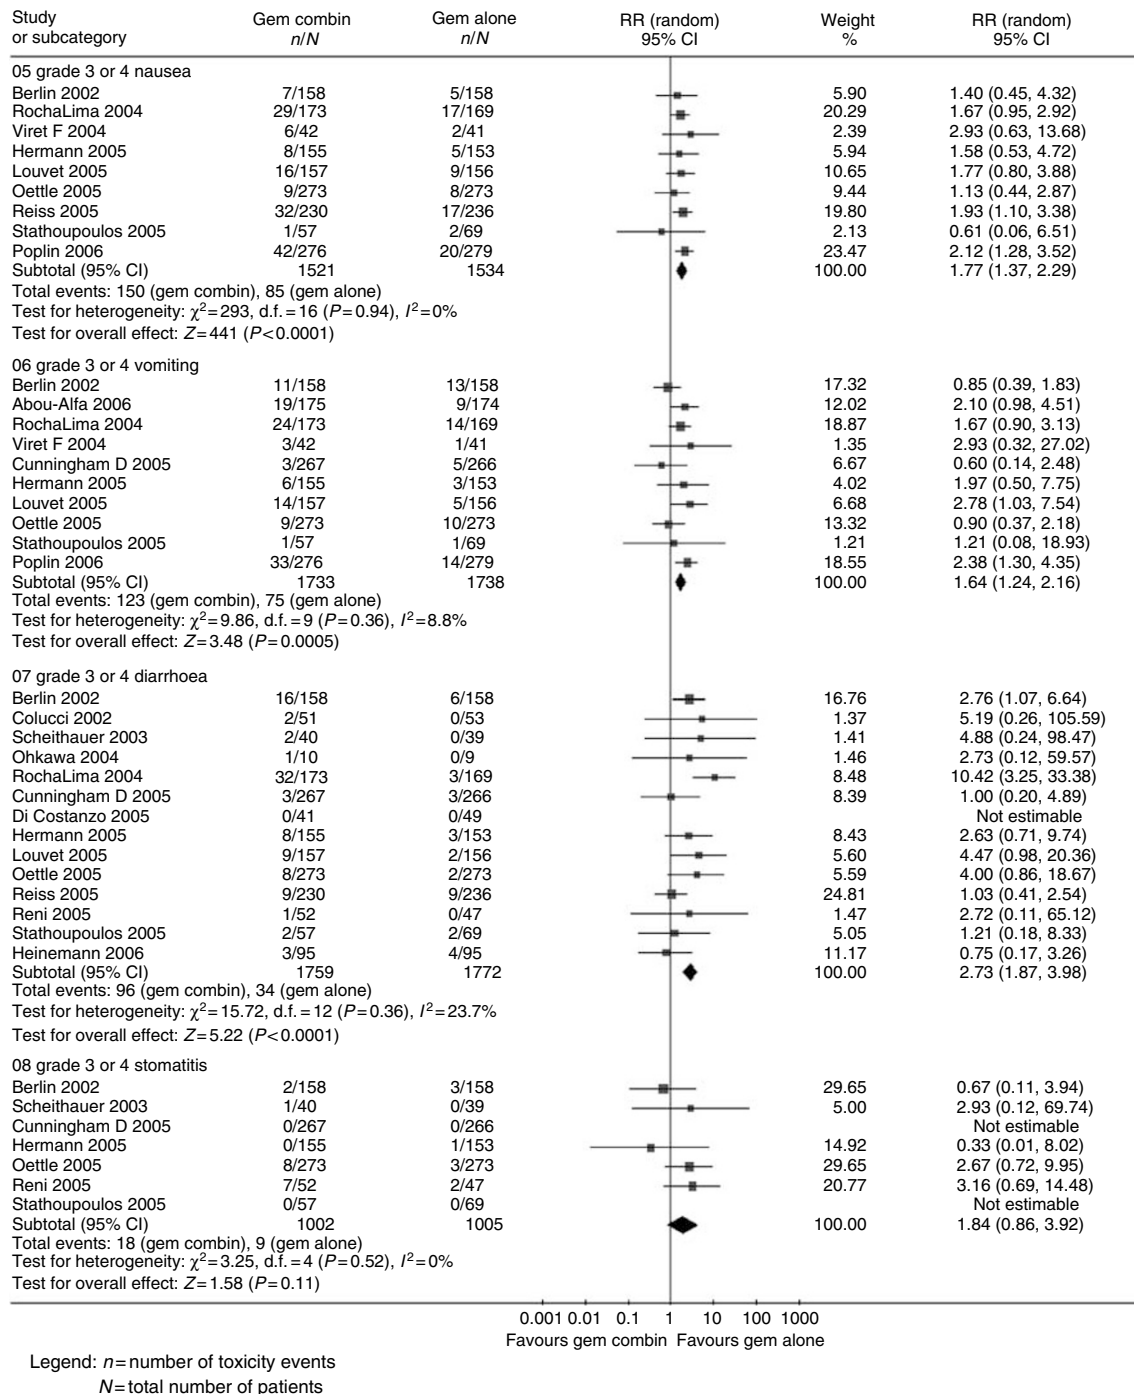 Study Gem combin Gem alone RR (random) Weight RR (random)
or subcategory n/N n/N 95% CI % 95% CI
05 grade 3 or 4 nausea
Berlin 2002 7/158 5/158 5.90 1.40 (0.45, 4.32)
RochaLima 2004 29/173 17/169 20.29 1.67 (0.95, 2.92)
Viret F 2004 6/42 2/41 2.39 2.93 (0.63, 13.68)
Hermann 2005 8/155 5/153 5.94 1.58 (0.53, 4.72)
Louvet 2005 16/157 9/156 10.65 1.77 (0.80, 3.88)
Oettle 2005 9/273 8/273 9.44 1.13 (0.44, 2.87)
Reiss 2005 32/230 17/236 19.80 1.93 (1.10, 3.38)
Stathoupoulos 2005 1/57 2/69 2.13 0.61 (0.06, 6.51)
Poplin 2006 42/276 20/279 23.47 2.12 (1.28, 3.52)
Subtotal (95% CI) 1521 1534 100.00 1.77 (1.37, 2.29)
Total events: 150 (gem combin), 85 (gem alone)
Test for heterogeneity: χ²=293, d.f.=16 (P=0.94), I²=0%
Test for overall effect: Z=441 (P<0.0001)
06 grade 3 or 4 vomiting
Berlin 2002 11/158 13/158 17.32 0.85 (0.39, 1.83)
Abou-Alfa 2006 19/175 9/174 12.02 2.10 (0.98, 4.51)
RochaLima 2004 24/173 14/169 18.87 1.67 (0.90, 3.13)
Viret F 2004 3/42 1/41 1.35 2.93 (0.32, 27.02)
Cunningham D 2005 3/267 5/266 6.67 0.60 (0.14, 2.48)
Hermann 2005 6/155 3/153 4.02 1.97 (0.50, 7.75)
Louvet 2005 14/157 5/156 6.68 2.78 (1.03, 7.54)
Oettle 2005 9/273 10/273 13.32 0.90 (0.37, 2.18)
Stathoupoulos 2005 1/57 1/69 1.21 1.21 (0.08, 18.93)
Poplin 2006 33/276 14/279 18.55 2.38 (1.30, 4.35)
Subtotal (95% CI) 1733 1738 100.00 1.64 (1.24, 2.16)
Total events: 123 (gem combin), 75 (gem alone)
Test for heterogeneity: χ²=9.86, d.f.=9 (P=0.36), I²=8.8%
Test for overall effect: Z=3.48 (P=0.0005)
07 grade 3 or 4 diarrhoea
Berlin 2002 16/158 6/158 16.76 2.76 (1.07, 6.64)
Colucci 2002 2/51 0/53 1.37 5.19 (0.26, 105.59)
Scheithauer 2003 2/40 0/39 1.41 4.88 (0.24, 98.47)
Ohkawa 2004 1/10 0/9 1.46 2.73 (0.12, 59.57)
RochaLima 2004 32/173 3/169 8.48 10.42 (3.25, 33.38)
Cunningham D 2005 3/267 3/266 8.39 1.00 (0.20, 4.89)
Di Costanzo 2005 0/41 0/49 Not estimable
Hermann 2005 8/155 3/153 8.43 2.63 (0.71, 9.74)
Louvet 2005 9/157 2/156 5.60 4.47 (0.98, 20.36)
Oettle 2005 8/273 2/273 5.59 4.00 (0.86, 18.67)
Reiss 2005 9/230 9/236 24.81 1.03 (0.41, 2.54)
Reni 2005 1/52 0/47 1.47 2.72 (0.11, 65.12)
Stathoupoulos 2005 2/57 2/69 5.05 1.21 (0.18, 8.33)
Heinemann 2006 3/95 4/95 11.17 0.75 (0.17, 3.26)
Subtotal (95% CI) 1759 1772 100.00 2.73 (1.87, 3.98)
Total events: 96 (gem combin), 34 (gem alone)
Test for heterogeneity: χ²=15.72, d.f.=12 (P=0.36), I²=23.7%
Test for overall effect: Z=5.22 (P<0.0001)
08 grade 3 or 4 stomatitis
Berlin 2002 2/158 3/158 29.65 0.67 (0.11, 3.94)
Scheithauer 2003 1/40 0/39 5.00 2.93 (0.12, 69.74)
Cunningham D 2005 0/267 0/266 Not estimable
Hermann 2005 0/155 1/153 14.92 0.33 (0.01, 8.02)
Oettle 2005 8/273 3/273 29.65 2.67 (0.72, 9.95)
Reni 2005 7/52 2/47 20.77 3.16 (0.69, 14.48)
Stathoupoulos 2005 0/57 0/69 Not estimable
Subtotal (95% CI) 1002 1005 100.00 1.84 (0.86, 3.92)
Total events: 18 (gem combin), 9 (gem alone)
Test for heterogeneity: χ²=3.25, d.f.=4 (P=0.52), I²=0%
Test for overall effect: Z=1.58 (P=0.11)
0.001 0.01 0.1 1 10 100 1000
Favours gem combin Favours gem alone
Legend: n=number of toxicity events
N=total number of patients